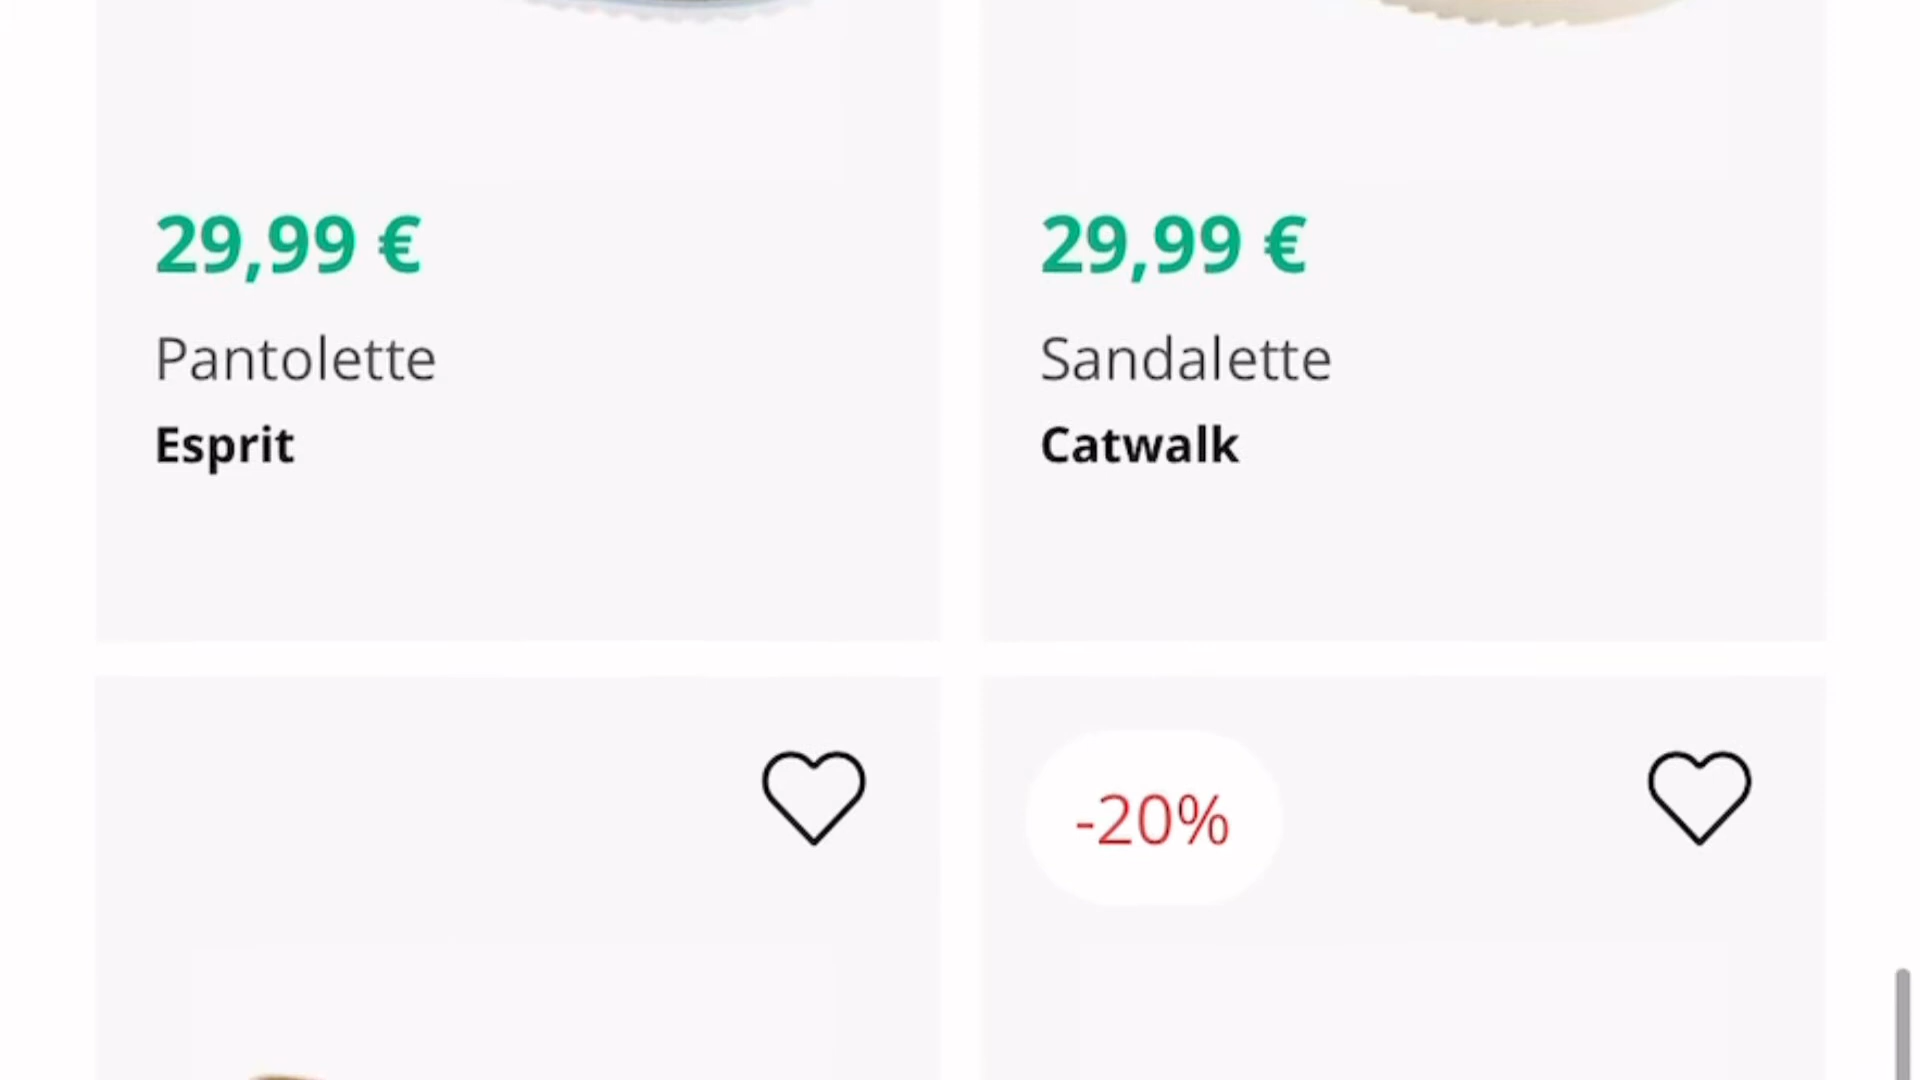 29,99 €
Pantolette
Esprit
29,99 €
Sandalette
Catwalk
-20%